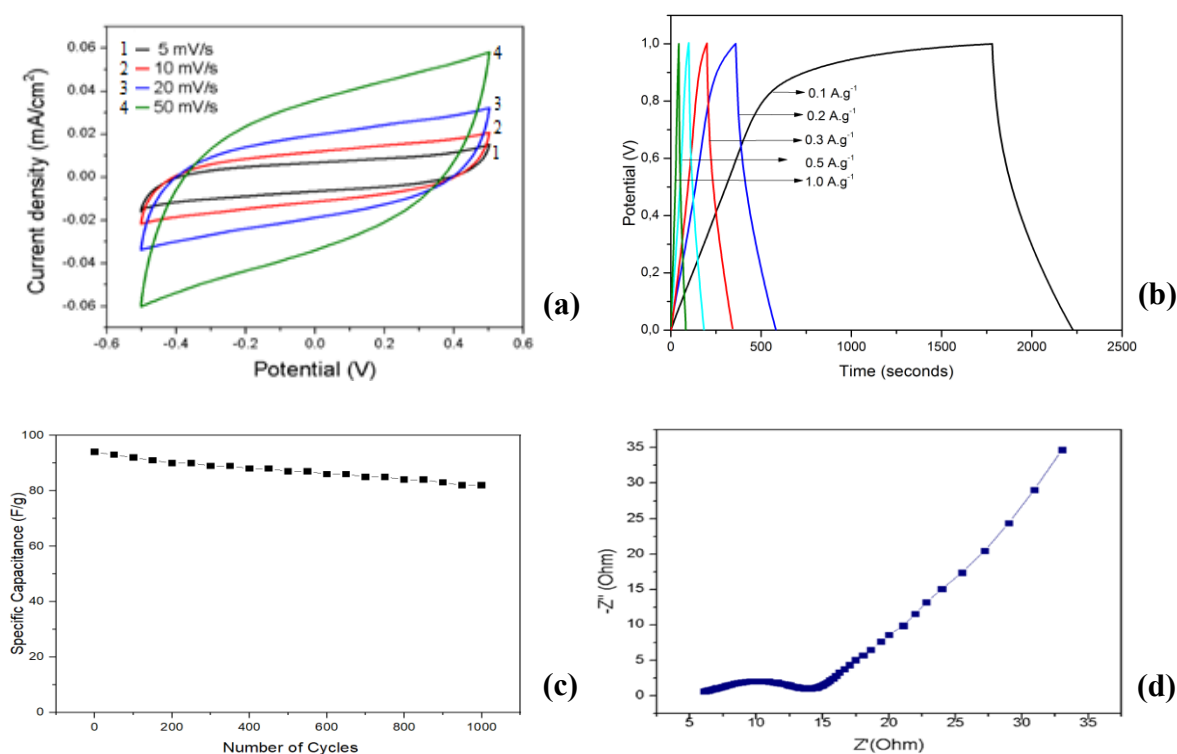 1 5 mV/s
2 10 mV/s
3 20 mV/s
4 50 mV/s
4
3
2
1
0.06
0.04
0.02
0.00
-0.02
-0.04
-0.06
Current density (mA/cm²)
-0.6 -0.4 -0.2 0.0 0.2 0.4 0.6
Potential (V)
(a)
1,0
0,8
0,6
0,4
0,2
0,0
Potential (V)
0.1 A.g⁻¹
0.2 A.g⁻¹
0.3 A.g⁻¹
0.5 A.g⁻¹
1.0 A.g⁻¹
0 500 1000 1500 2000 2500
Time (seconds)
(b)
100
80
60
40
20
0
Specific Capacitance (F/g)
0 200 400 600 800 1000
Number of Cycles
(c)
35
30
25
20
15
10
5
0
-Z" (Ohm)
5 10 15 20 25 30 35
Z'(Ohm)
(d)